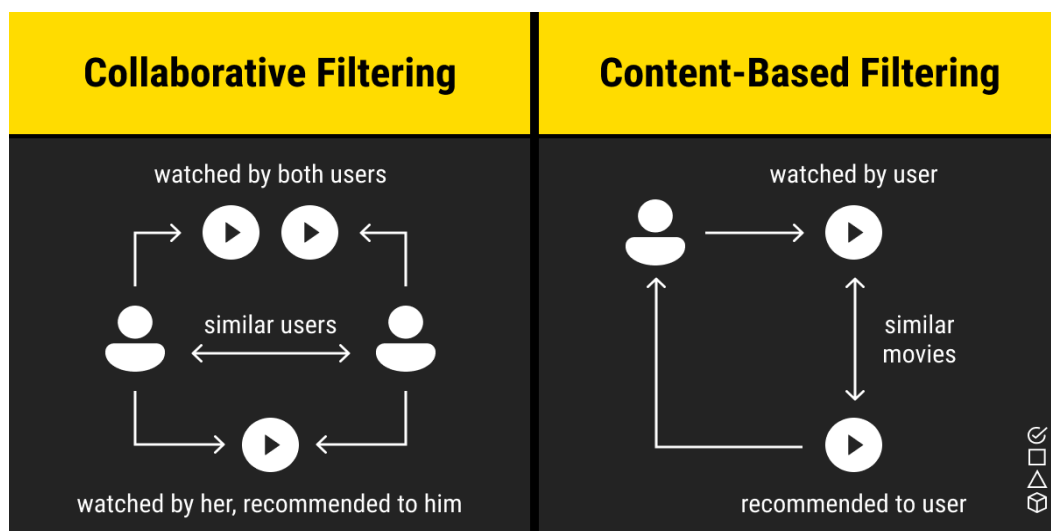 Collaborative Filtering
watched by both users
similar users
watched by her, recommended to him
Content-Based Filtering
watched by user
similar
movies
recommended to user